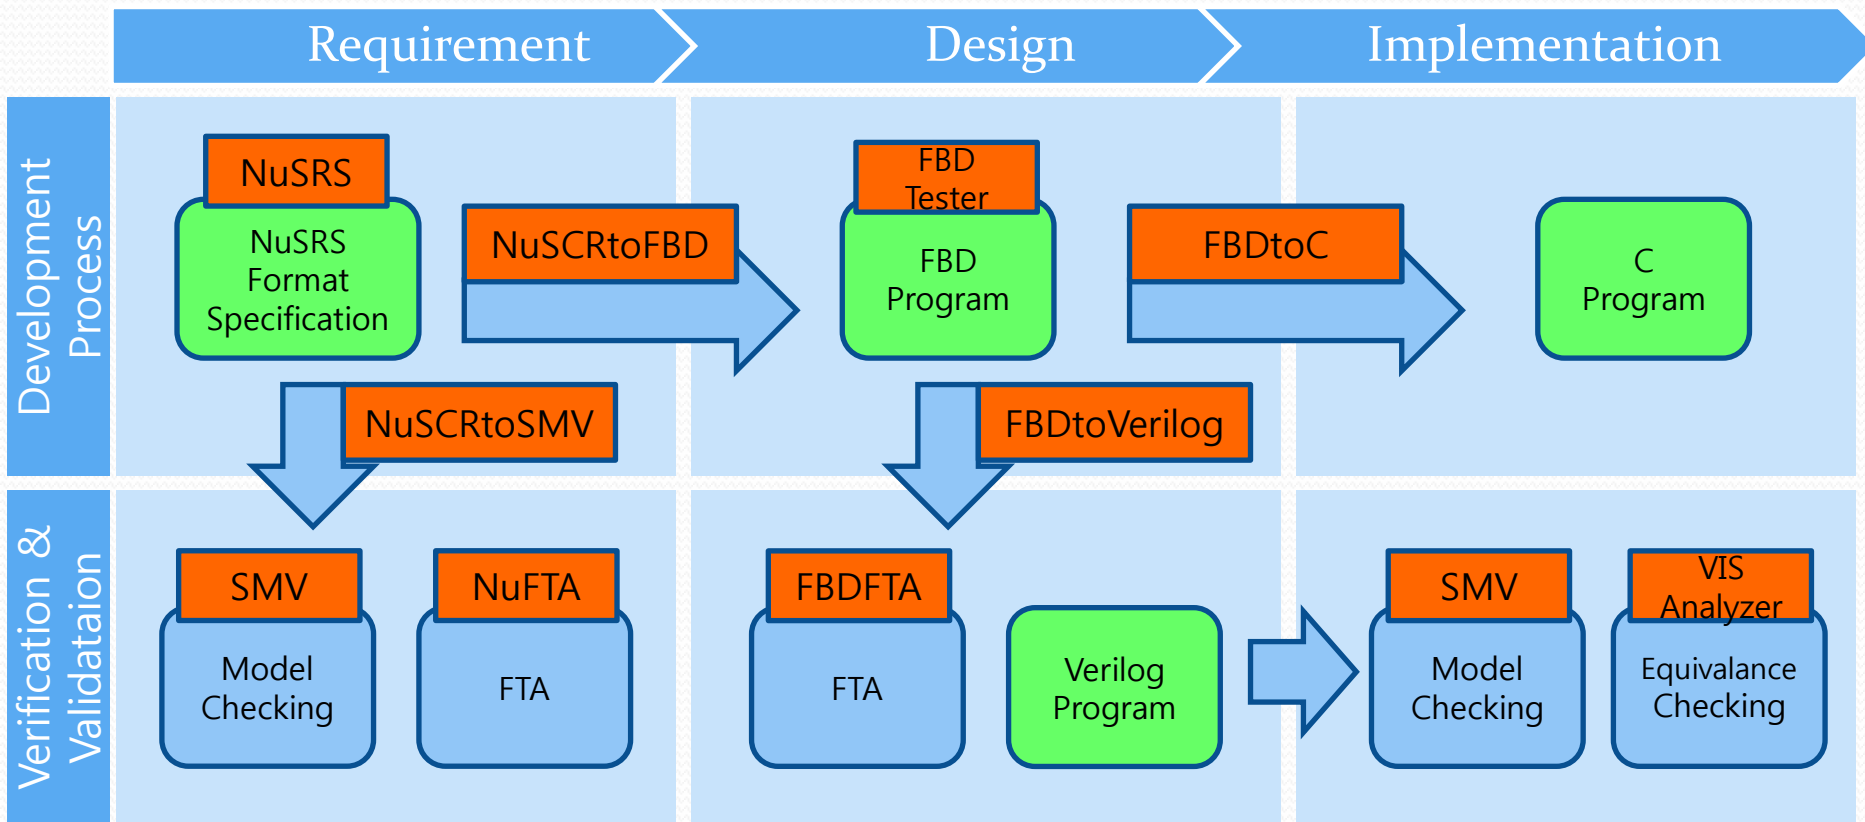 Requirement
Design
Implementation
Development
Process
NuSRS
NuSRS
Format
Specification
NuSCRtoFBD
FBD
Tester
FBD
Program
FBDtoC
C
Program
NuSCRtoSMV
FBDtoVerilog
Verification &
Validataion
SMV
Model
Checking
NuFTA
FTA
FBDFTA
FTA
Verilog
Program
SMV
Model
Checking
VIS
Analyzer
Equivalance
Checking